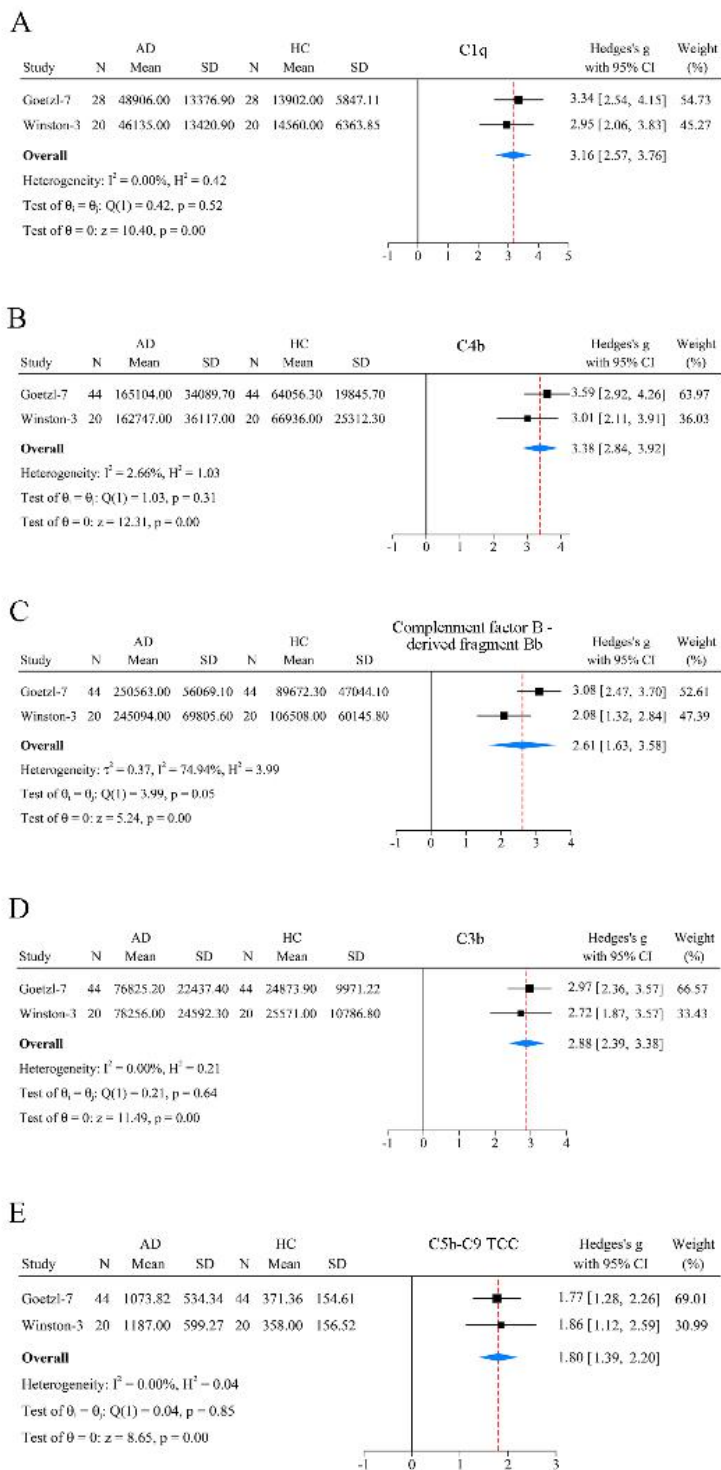 A
AD HC C1q Hedges's g Weight
Study N Mean SD N Mean SD with 95% CI (%)
Goetzl-7 28 48906.00 13376.90 28 13902.00 5847.11 3.34 [2.54, 4.15] 54.73
Winston-3 20 46135.00 13420.90 20 14560.00 6363.85 2.95 [2.06, 3.83] 45.27
Overall 3.16 [2.57, 3.76]
Heterogeneity: I² = 0.00%, H² = 0.42
Test of θi = θj: Q(1) = 0.42, p = 0.52
Test of θ = 0: z = 10.40, p = 0.00
-1 0 1 2 3 4 5
B
AD HC C4b Hedges's g Weight
Study N Mean SD N Mean SD with 95% CI (%)
Goetzl-7 44 165104.00 34089.70 44 64056.30 19845.70 3.59 [2.92, 4.26] 63.97
Winston-3 20 162747.00 36117.00 20 66936.00 25312.30 3.01 [2.11, 3.91] 36.03
Overall 3.38 [2.84, 3.92]
Heterogeneity: I² = 2.66%, H² = 1.03
Test of θi = θj: Q(1) = 1.03, p = 0.31
Test of θ = 0: z = 12.31, p = 0.00
-1 0 1 2 3 4
C
Complenment factor B -
derived fragment Bb
AD HC Hedges's g Weight
Study N Mean SD N Mean SD with 95% CI (%)
Goetzl-7 44 250563.00 56069.10 44 89672.30 47044.10 3.08 [2.47, 3.70] 52.61
Winston-3 20 245094.00 69805.60 20 106508.00 60145.80 2.08 [1.32, 2.84] 47.39
Overall 2.61 [1.63, 3.58]
Heterogeneity: τ² = 0.37, I² = 74.94%, H² = 3.99
Test of θi = θj: Q(1) = 3.99, p = 0.05
Test of θ = 0: z = 5.24, p = 0.00
-1 0 1 2 3 4
D
AD HC C3b Hedges's g Weight
Study N Mean SD N Mean SD with 95% CI (%)
Goetzl-7 44 76825.20 22437.40 44 24873.90 9971.22 2.97 [2.36, 3.57] 66.57
Winston-3 20 78256.00 24592.30 20 25571.00 10786.80 2.72 [1.87, 3.57] 33.43
Overall 2.88 [2.39, 3.38]
Heterogeneity: I² = 0.00%, H² = 0.21
Test of θi = θj: Q(1) = 0.21, p = 0.64
Test of θ = 0: z = 11.49, p = 0.00
-1 0 1 2 3 4
E
AD HC C5b-C9 TCC Hedges's g Weight
Study N Mean SD N Mean SD with 95% CI (%)
Goetzl-7 44 1073.82 534.34 44 371.36 154.61 1.77 [1.28, 2.26] 69.01
Winston-3 20 1187.00 599.27 20 358.00 156.52 1.86 [1.12, 2.59] 30.99
Overall 1.80 [1.39, 2.20]
Heterogeneity: I² = 0.00%, H² = 0.04
Test of θi = θj: Q(1) = 0.04, p = 0.85
Test of θ = 0: z = 8.65, p = 0.00
-1 0 1 2 3